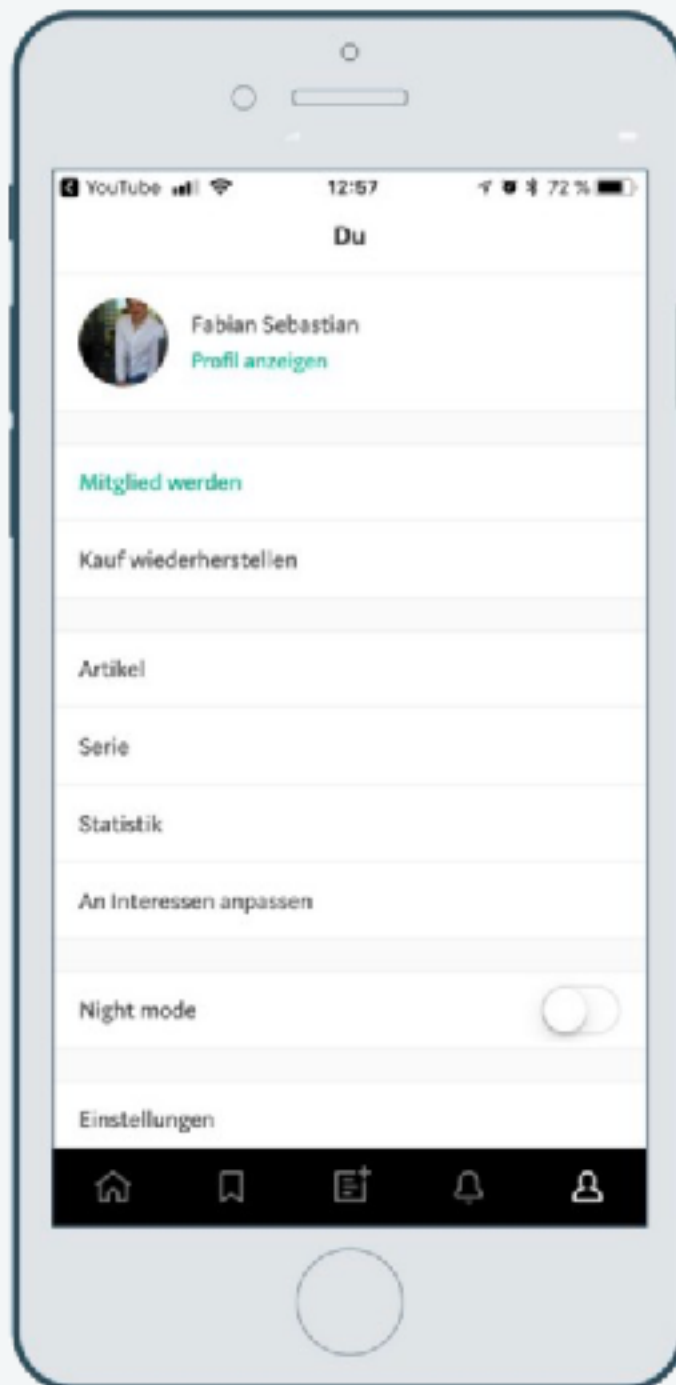 YouTube 12:57 72 %
Du
Fabian Sebastian
Profil anzeigen
Mitglied werden
Kauf wiederherstellen
Artikel
Serie
Statistik
An Interessen anpassen
Night mode
Einstellungen